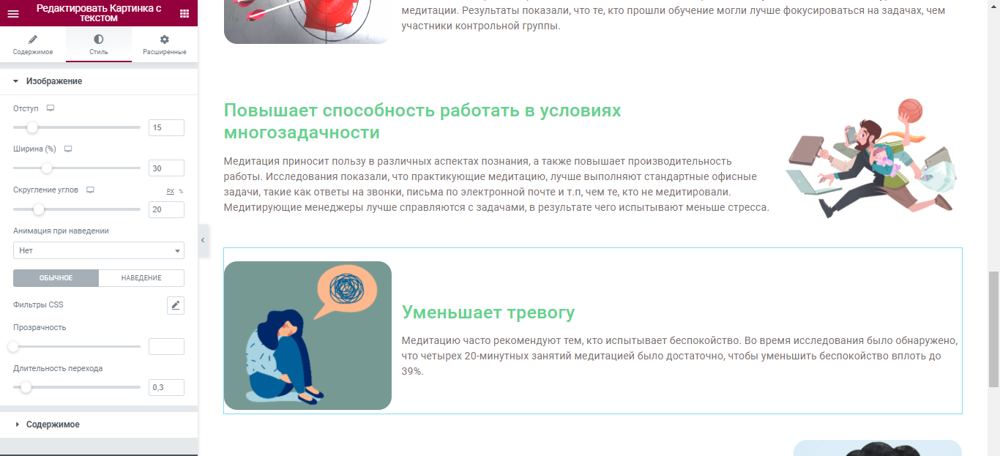 Редактировать Картинка с
текстом
Содержимое
Стиль
Расширенные
Изображение
Отступ
15
Ширина (%)
30
Скругление углов
PX %
20
Анимация при наведении
Нет
ОБЫЧНОЕ
НАВЕДЕНИЕ
Фильтры CSS
Прозрачность
Длительность перехода
0,3
Содержимое
медитации. Результаты показали, что те, кто прошли обучение могли лучше фокусироваться на задачах, чем
участники контрольной группы.
Повышает способность работать в условиях
многозадачности
Медитация приносит пользу в различных аспектах познания, а также повышает производительность
работы. Исследования показали, что практикующие медитацию, лучше выполняют стандартные офисные
задачи, такие как ответы на звонки, письма по электронной почте и т.п, чем те, кто не медитировали.
Медитирующие менеджеры лучше справляются с задачами, в результате чего испытывают меньше стресса.
Уменьшает тревогу
Медитацию часто рекомендуют тем, кто испытывает беспокойство. Во время исследования было обнаружено,
что четырех 20-минутных занятий медитацией было достаточно, чтобы уменьшить беспокойство вплоть до
39%.